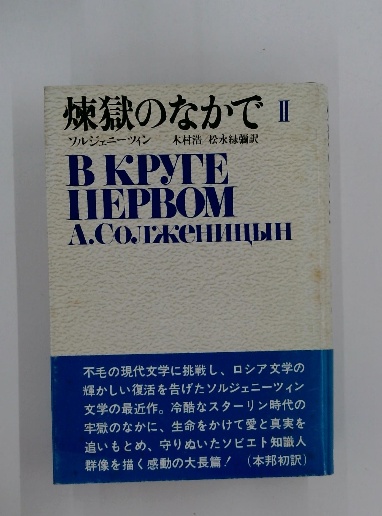 煉獄のなかで Ⅱ
ソルジェニーツィン 木村浩 松永緑彌訳
В КРУГЕ
ПЕРВОМ
А.Солженицын
不毛の現代文学に挑戦し、ロシア文学の
輝かしい復活を告げたソルジェニーツィン
文学の最近作。冷酷なスターリン時代の
牢獄のなかに、生命をかけて愛と真実を
追いもとめ、守りぬいたソビエト知識人
群像を描く感動の大長篇！（本邦初訳）